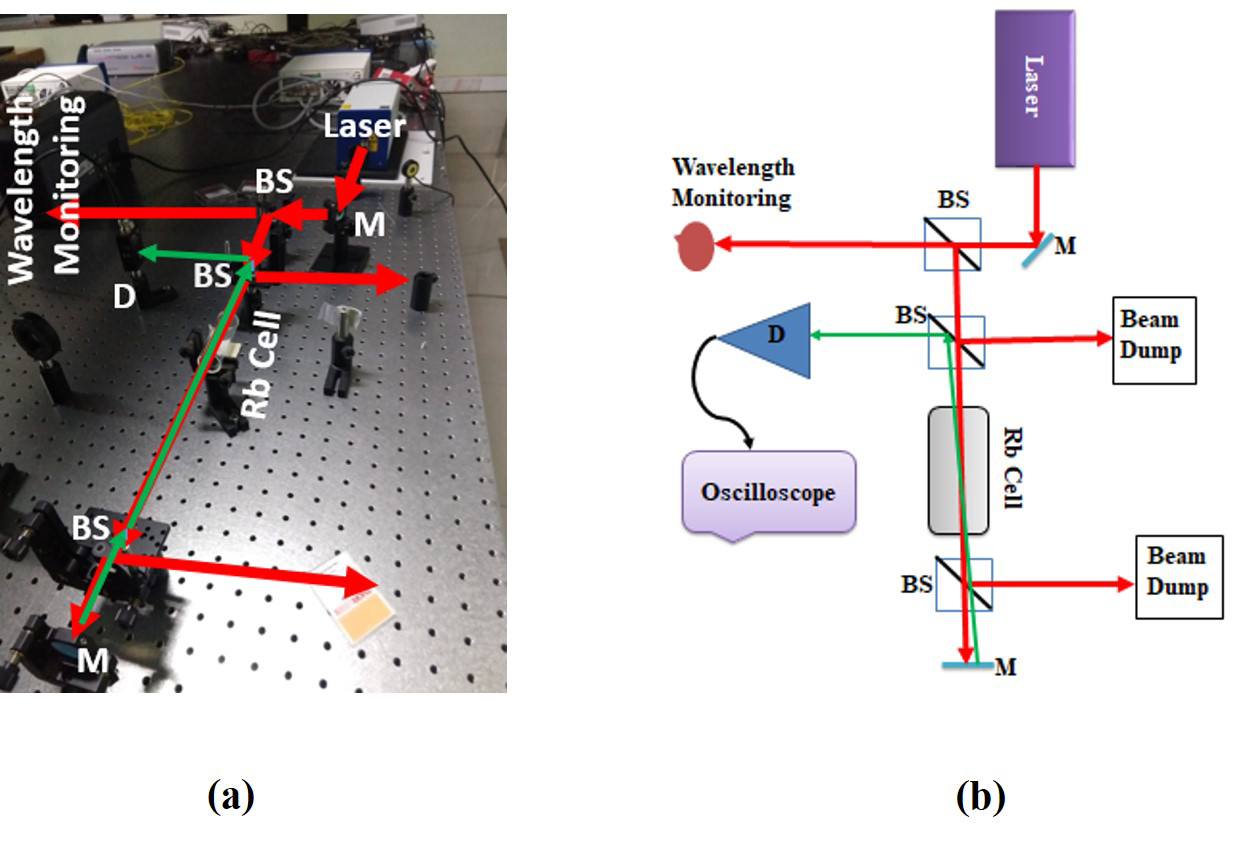 Wavelength
Monitoring
Laser
BS
M
BS
D
Rb Cell
BS
M
(a)
Laser
Wavelength
Monitoring
BS
M
BS
D
Beam
Dump
Rb Cell
Oscilloscope
BS
Beam
Dump
M
(b)